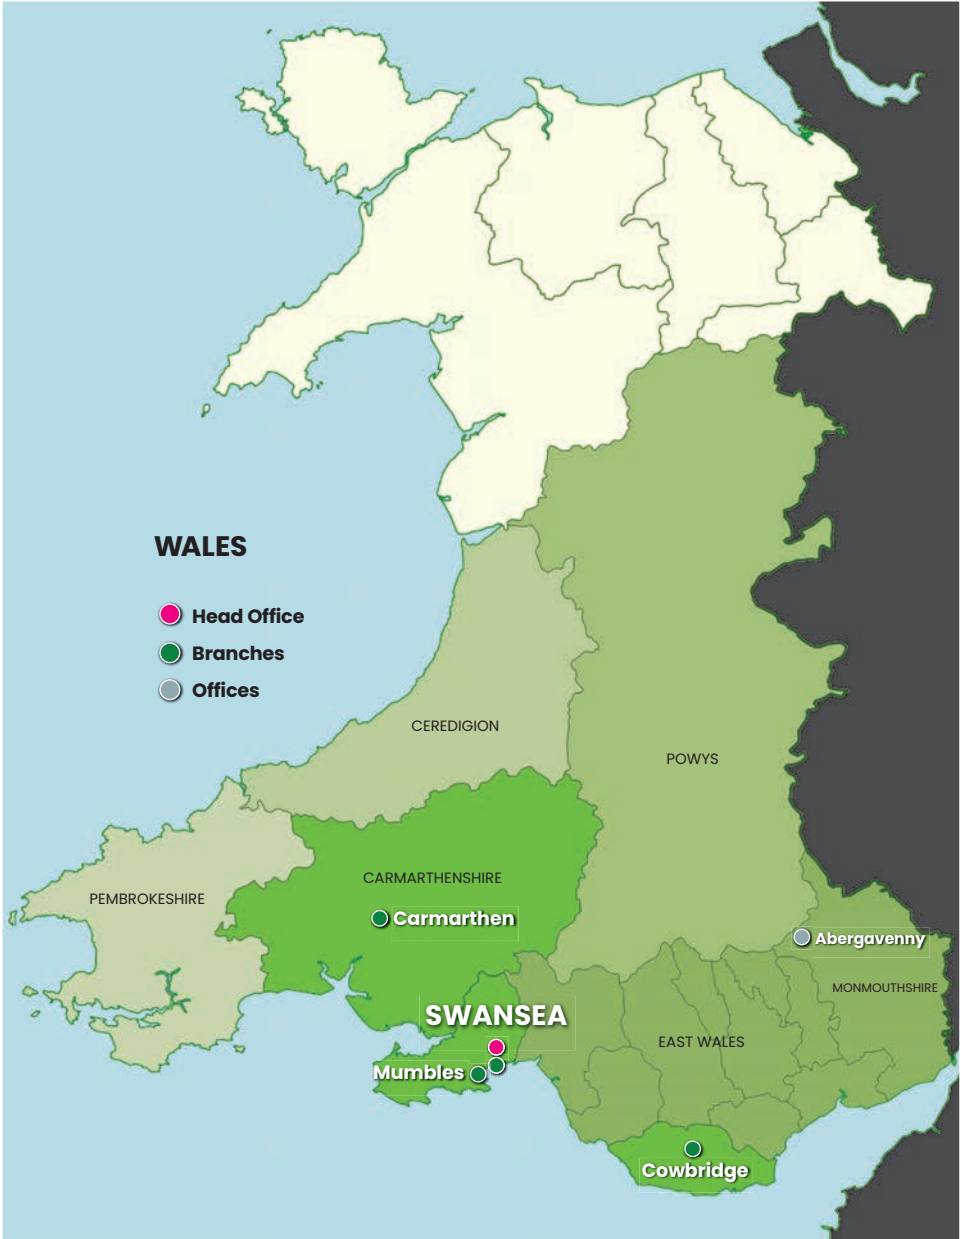 WALES
Head Office
Branches
Offices
CEREDIGION
POWYS
CARMARTHENSHIRE
PEMBROKESHIRE
Carmarthen
Abergavenny
MONMOUTHSHIRE
SWANSEA
EAST WALES
Mumbles
Cowbridge